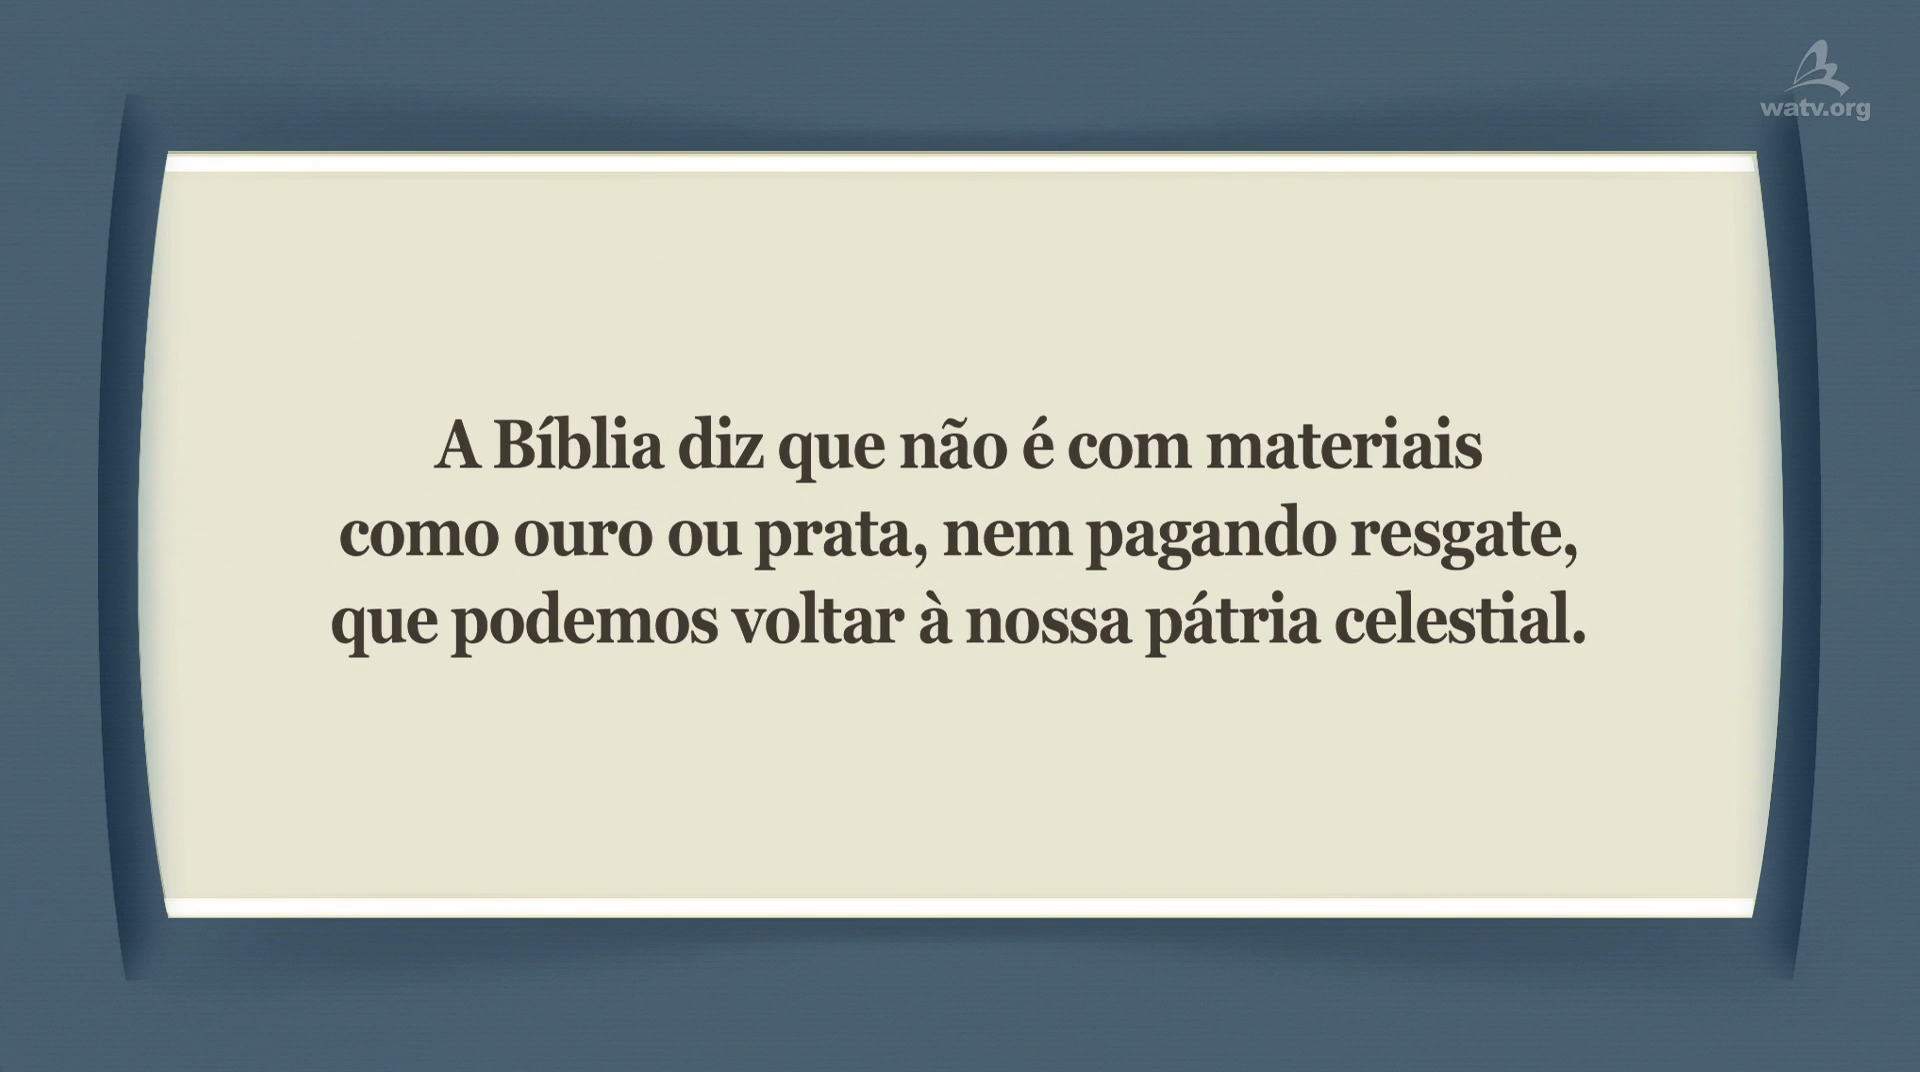 watv.org
A Bíblia diz que não é com materiais
como ouro ou prata, nem pagando resgate,
que podemos voltar à nossa pátria celestial.